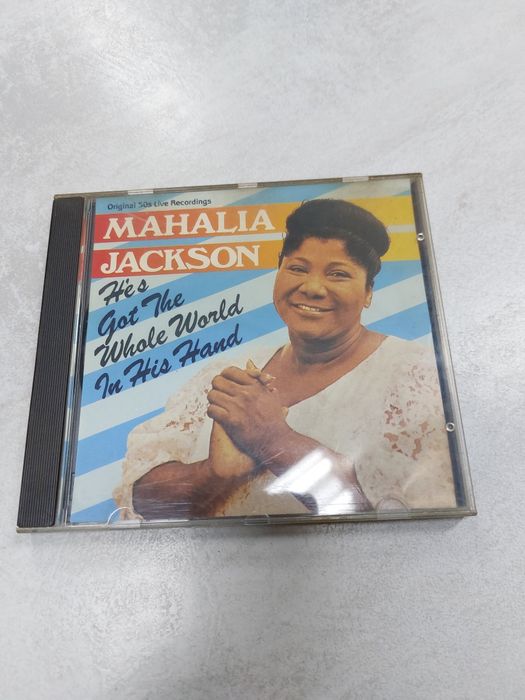 Original '50s Live Recordings
MAHALIA
JACKSON
He's
Got The
Whole World
In His Hand